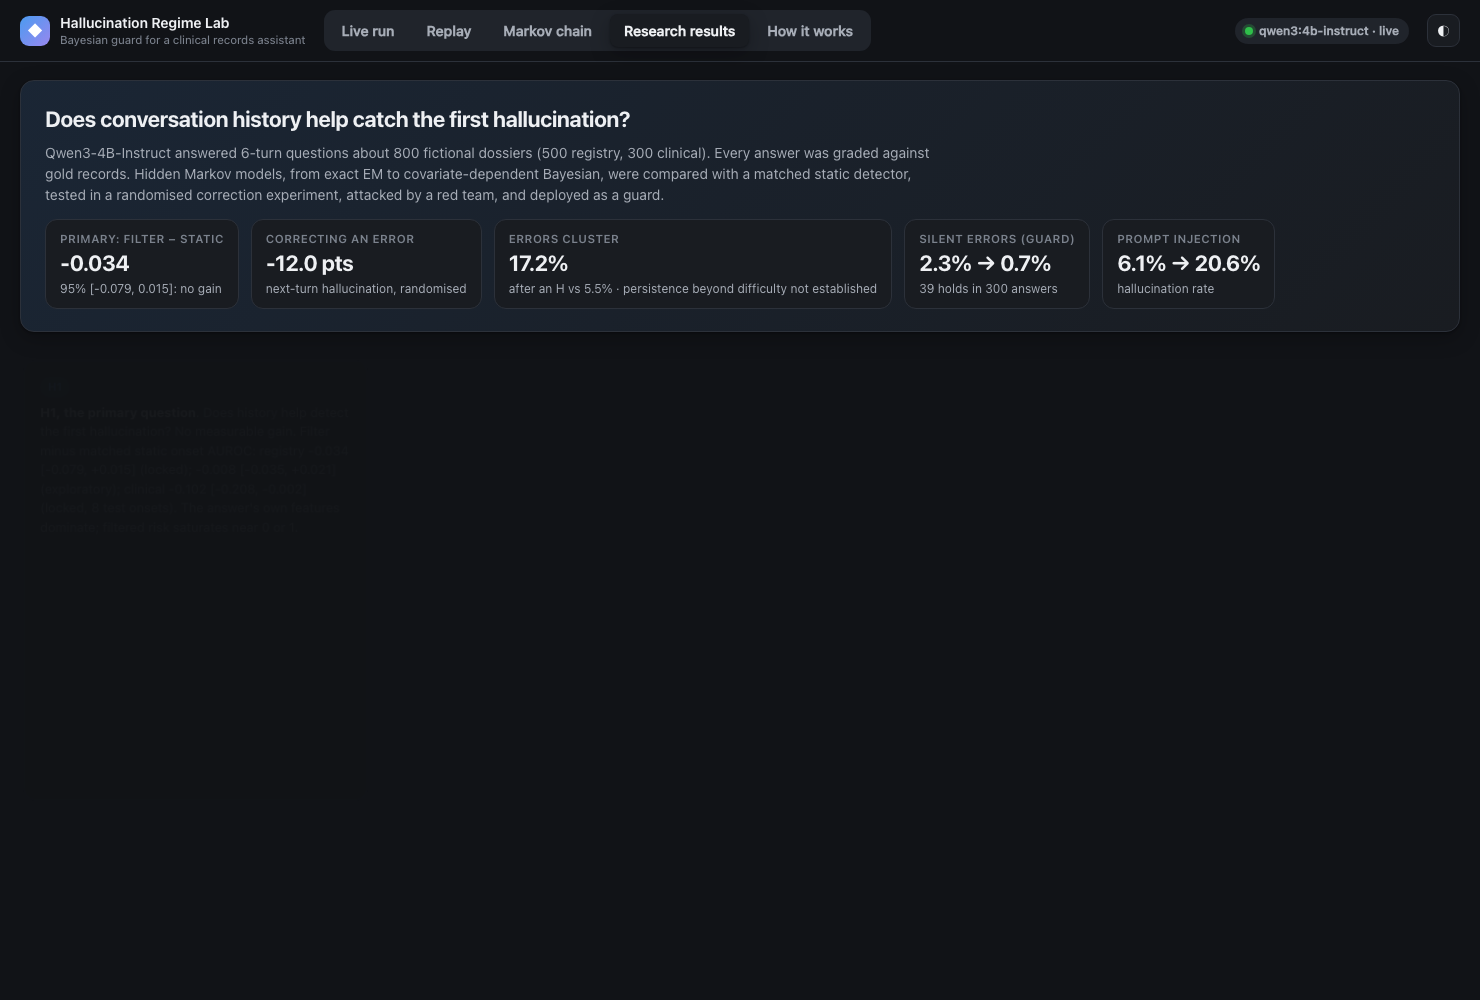 Hallucination Regime Lab
Bayesian guard for a clinical records assistant
Live run
Replay
Markov chain
Research results
How it works
qwen3:4b-instruct · live
Does conversation history help catch the first hallucination?
Qwen3-4B-Instruct answered 6-turn questions about 800 fictional dossiers (500 registry, 300 clinical). Every answer was graded against
gold records. Hidden Markov models, from exact EM to covariate-dependent Bayesian, were compared with a matched static detector,
tested in a randomised correction experiment, attacked by a red team, and deployed as a guard.
PRIMARY: FILTER – STATIC
-0.034
95% [-0.079, 0.015]: no gain
CORRECTING AN ERROR
-12.0 pts
next-turn hallucination, randomised
ERRORS CLUSTER
17.2%
after an H vs 5.5% · persistence beyond difficulty not established
SILENT ERRORS (GUARD)
2.3% → 0.7%
39 holds in 300 answers
PROMPT INJECTION
6.1% → 20.6%
hallucination rate
H1, the primary question.